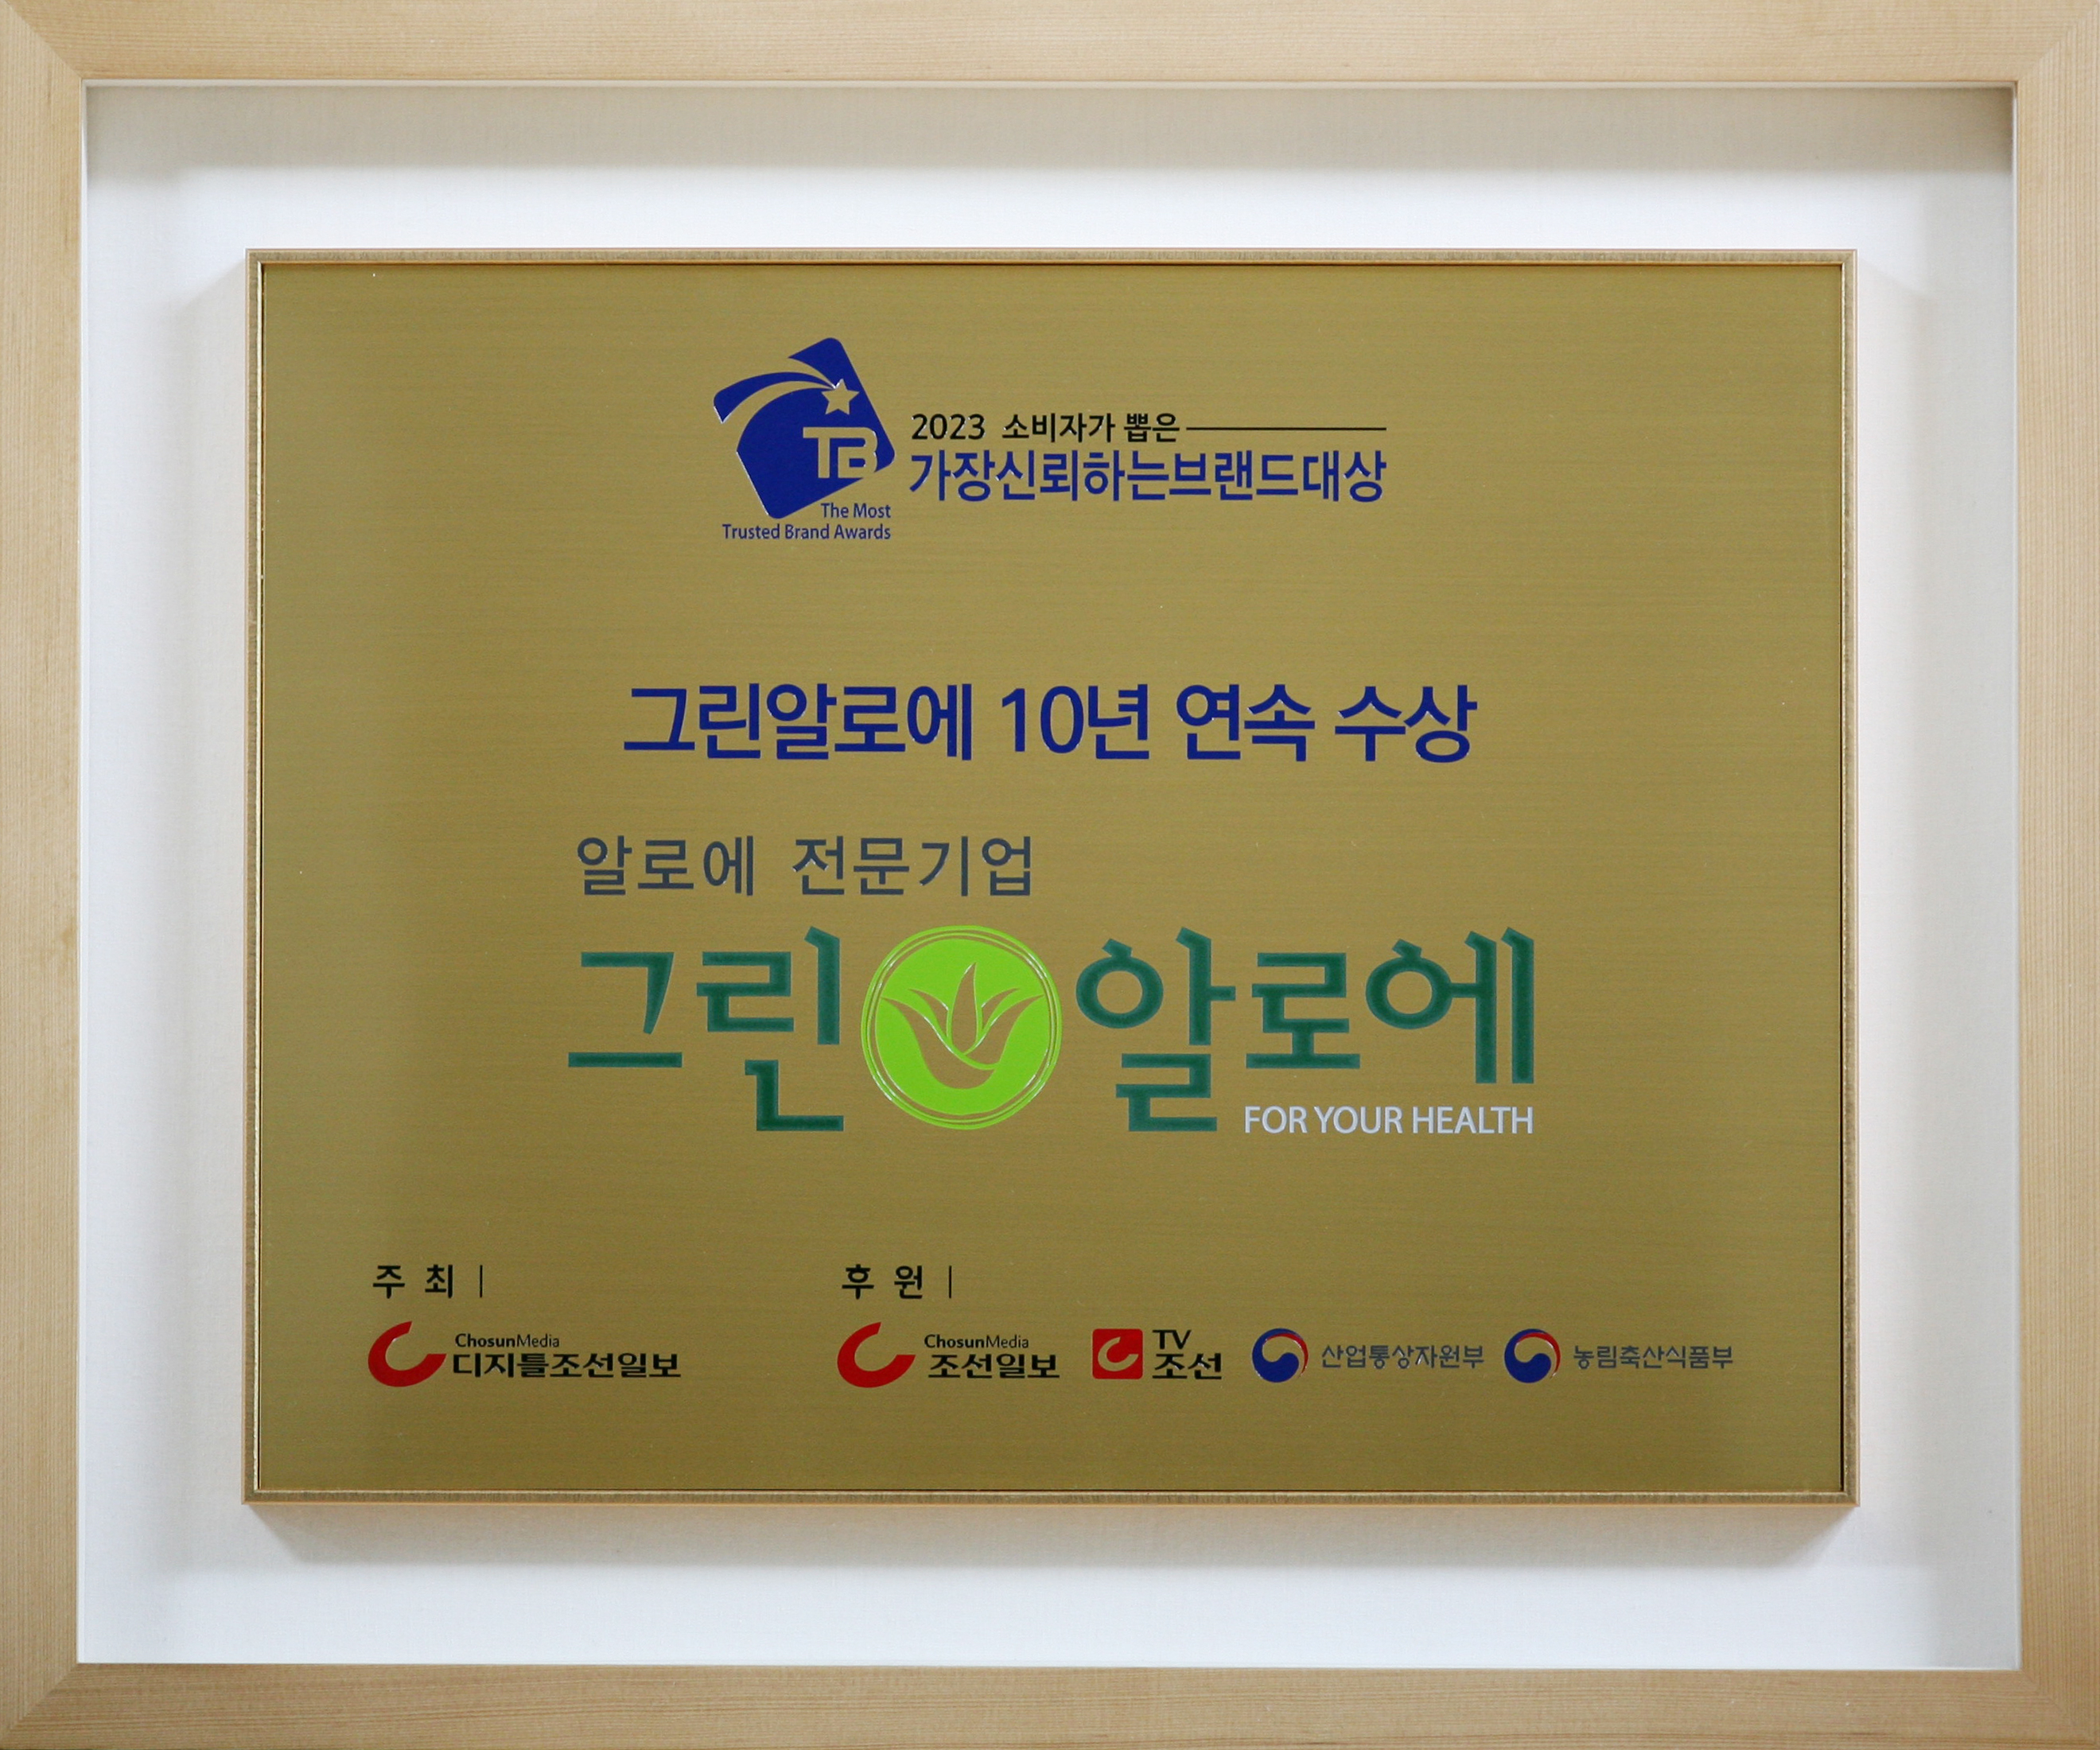 TB
The Most
Trusted Brand Awards
2023 소비자가 뽑은
가장신뢰하는브랜드대상
그린알로에 10년 연속 수상
알로에 전문기업
그린알로에
FOR YOUR HEALTH
주최
ChosunMedia
디지틀조선일보
후원
ChosunMedia
조선일보
TV
조선
산업통상자원부
농림축산식품부